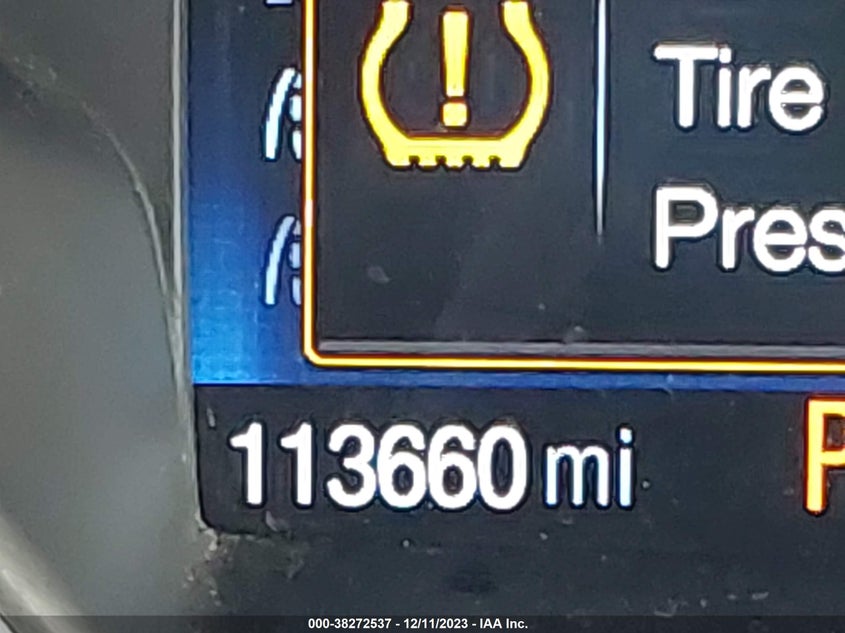 Tire
Pres
113660 mi
P
000-38272537 - 12/11/2023 - IAA Inc.